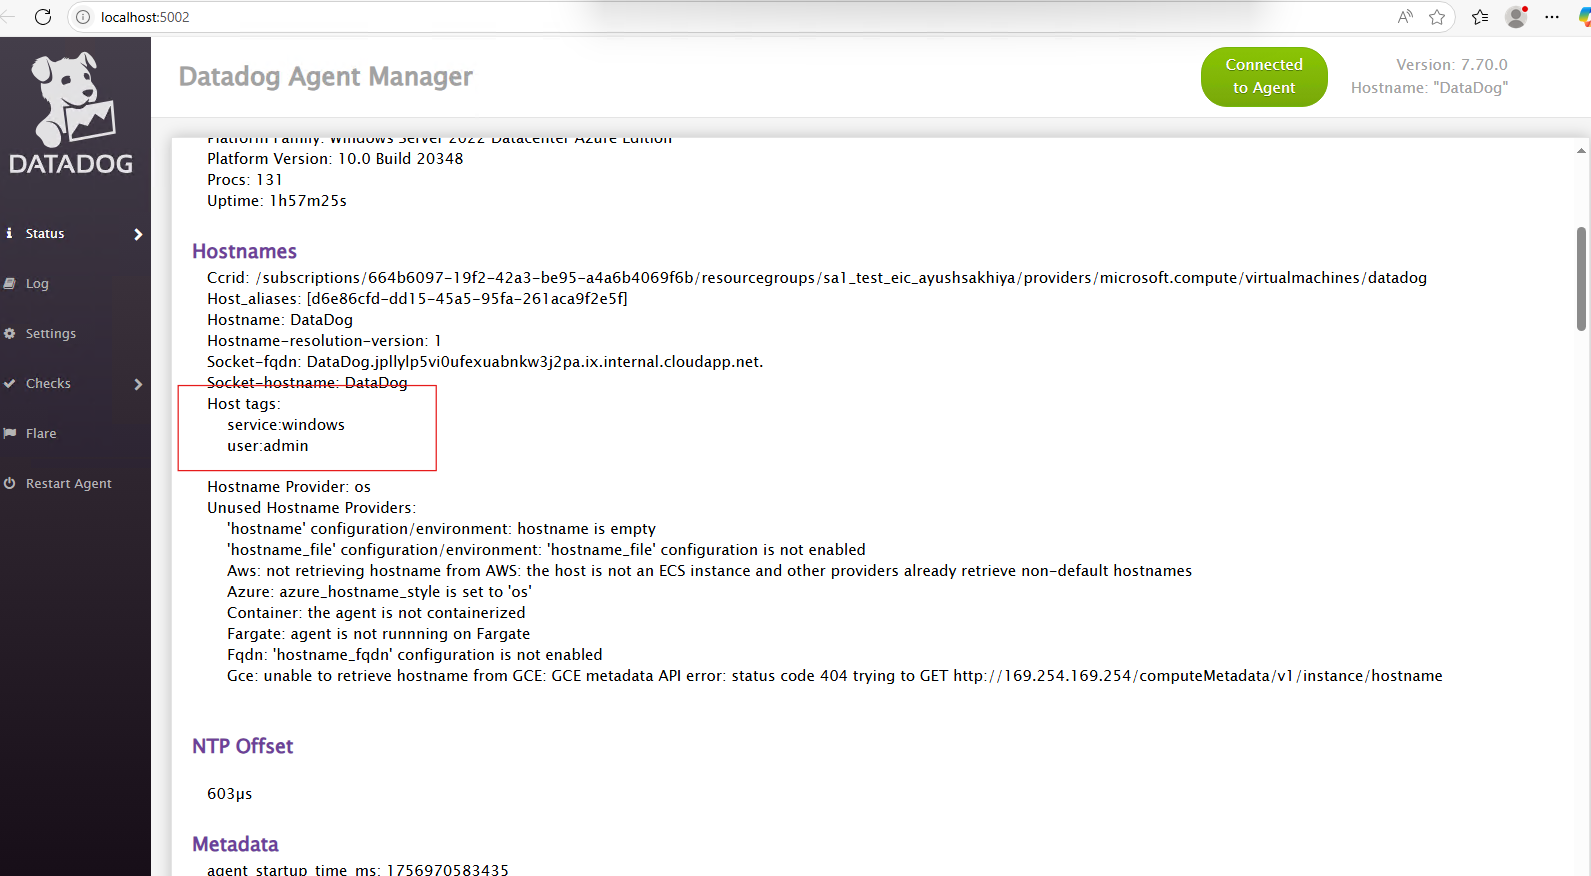 localhost:5002
DATADOG
Status
Log
Settings
Checks
Flare
Restart Agent
Datadog Agent Manager
Connected
to Agent
Version: 7.70.0
Hostname: "DataDog"
Platform Family: Windows Server 2022 Datacenter Azure Edition
Platform Version: 10.0 Build 20348
Procs: 131
Uptime: 1h57m25s
Hostnames
Ccrid: /subscriptions/664b6097-19f2-42a3-be95-a4a6b4069f6b/resourcegroups/sa1_test_eic_ayushsakhiya/providers/microsoft.compute/virtualmachines/datadog
Host_aliases: [d6e86cfd-dd15-45a5-95fa-261aca9f2e5f]
Hostname: DataDog
Hostname-resolution-version: 1
Socket-fqdn: DataDog.jpllylp5vi0ufexuabnkw3j2pa.ix.internal.cloudapp.net.
Socket-hostname: DataDog
Host tags:
service:windows
user:admin
Hostname Provider: os
Unused Hostname Providers:
'hostname' configuration/environment: hostname is empty
'hostname_file' configuration/environment: 'hostname_file' configuration is not enabled
Aws: not retrieving hostname from AWS: the host is not an ECS instance and other providers already retrieve non-default hostnames
Azure: azure_hostname_style is set to 'os'
Container: the agent is not containerized
Fargate: agent is not runnning on Fargate
Fqdn: 'hostname_fqdn' configuration is not enabled
Gce: unable to retrieve hostname from GCE: GCE metadata API error: status code 404 trying to GET http://169.254.169.254/computeMetadata/v1/instance/hostname
NTP Offset
603µs
Metadata
agent_startup_time_ms: 1756970583435